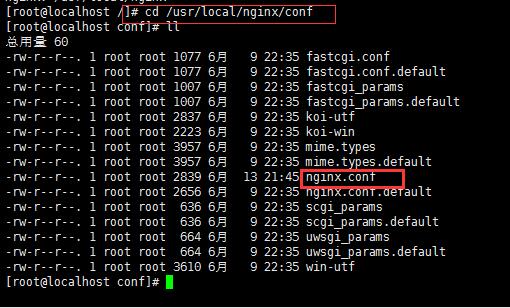 [root@localhost /]# cd /usr/local/nginx/conf
[root@localhost conf]# ll
总用量 60
-rw-r--r--. 1 root root 1077 6月   9 22:35 fastcgi.conf
-rw-r--r--. 1 root root 1077 6月   9 22:35 fastcgi.conf.default
-rw-r--r--. 1 root root 1007 6月   9 22:35 fastcgi_params
-rw-r--r--. 1 root root 1007 6月   9 22:35 fastcgi_params.default
-rw-r--r--. 1 root root 2837 6月   9 22:35 koi-utf
-rw-r--r--. 1 root root 2223 6月   9 22:35 koi-win
-rw-r--r--. 1 root root 3957 6月   9 22:35 mime.types
-rw-r--r--. 1 root root 3957 6月   9 22:35 mime.types.default
-rw-r--r--. 1 root root 2839 6月  13 21:45 nginx.conf
-rw-r--r--. 1 root root 2656 6月   9 22:35 nginx.conf.default
-rw-r--r--. 1 root root  636 6月   9 22:35 scgi_params
-rw-r--r--. 1 root root  636 6月   9 22:35 scgi_params.default
-rw-r--r--. 1 root root  664 6月   9 22:35 uwsgi_params
-rw-r--r--. 1 root root  664 6月   9 22:35 uwsgi_params.default
-rw-r--r--. 1 root root 3610 6月   9 22:35 win-utf
[root@localhost conf]#